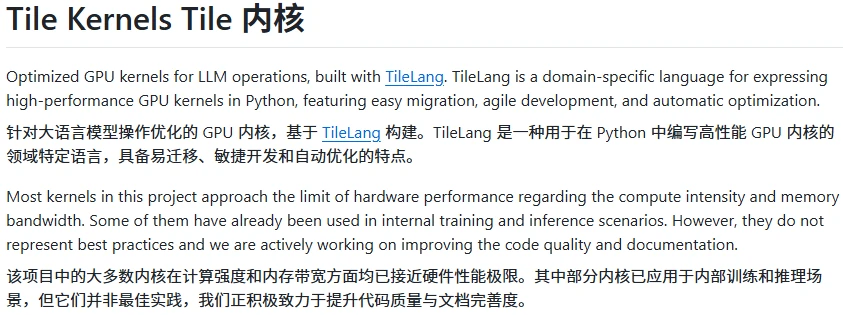 Tile Kernels Tile 内核
Optimized GPU kernels for LLM operations, built with TileLang. TileLang is a domain-specific language for expressing
high-performance GPU kernels in Python, featuring easy migration, agile development, and automatic optimization.
针对大语言模型操作优化的 GPU 内核，基于 TileLang 构建。TileLang 是一种用于在 Python 中编写高性能 GPU 内核的
领域特定语言，具备易迁移、敏捷开发和自动优化的特点。
Most kernels in this project approach the limit of hardware performance regarding the compute intensity and memory
bandwidth. Some of them have already been used in internal training and inference scenarios. However, they do not
represent best practices and we are actively working on improving the code quality and documentation.
该项目中的大多数内核在计算强度和内存带宽方面均已接近硬件性能极限。其中部分内核已应用于内部训练和推理场
景，但它们并非最佳实践，我们正积极致力于提升代码质量与文档完善度。